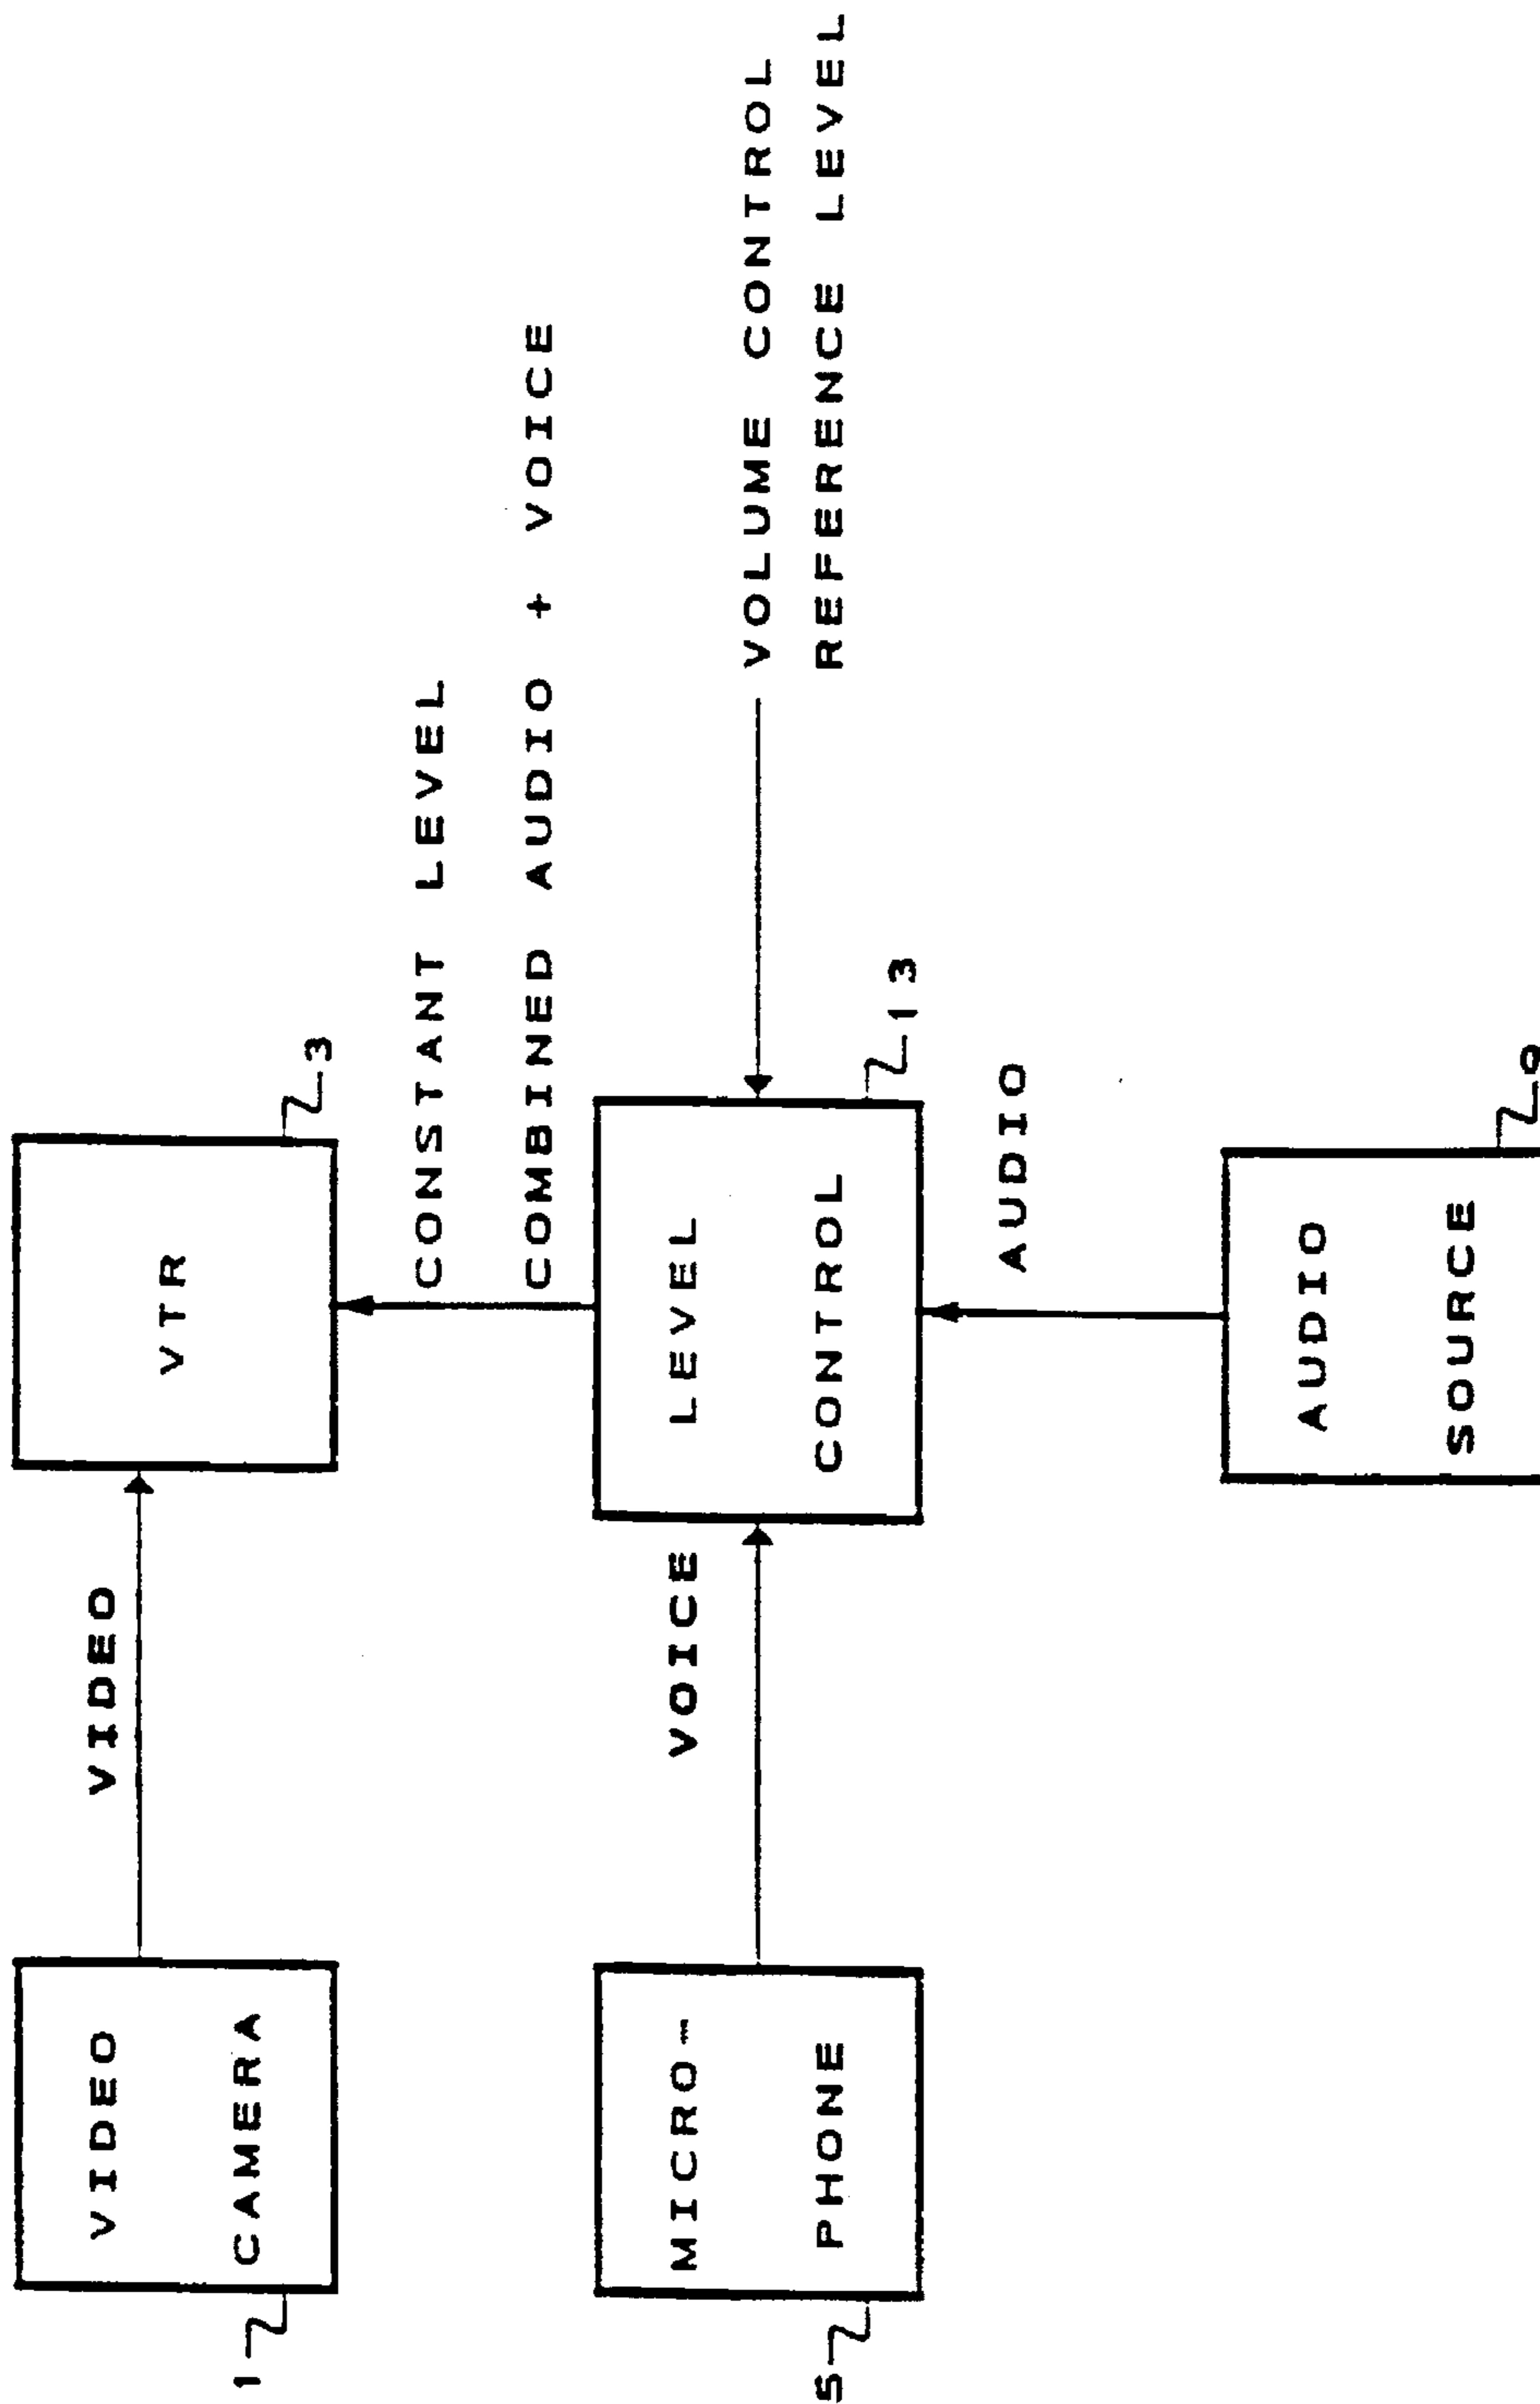 VIDEO
CAMERA
1
VIDEO
VTR
3
CONSTANT LEVEL
COMBINED AUDIO + VOICE
MICRO-
PHONE
5
VOICE
LEVEL
CONTROL
13
VOLUME CONTROL
REFERENCE LEVEL
AUDIO
AUDIO
SOURCE